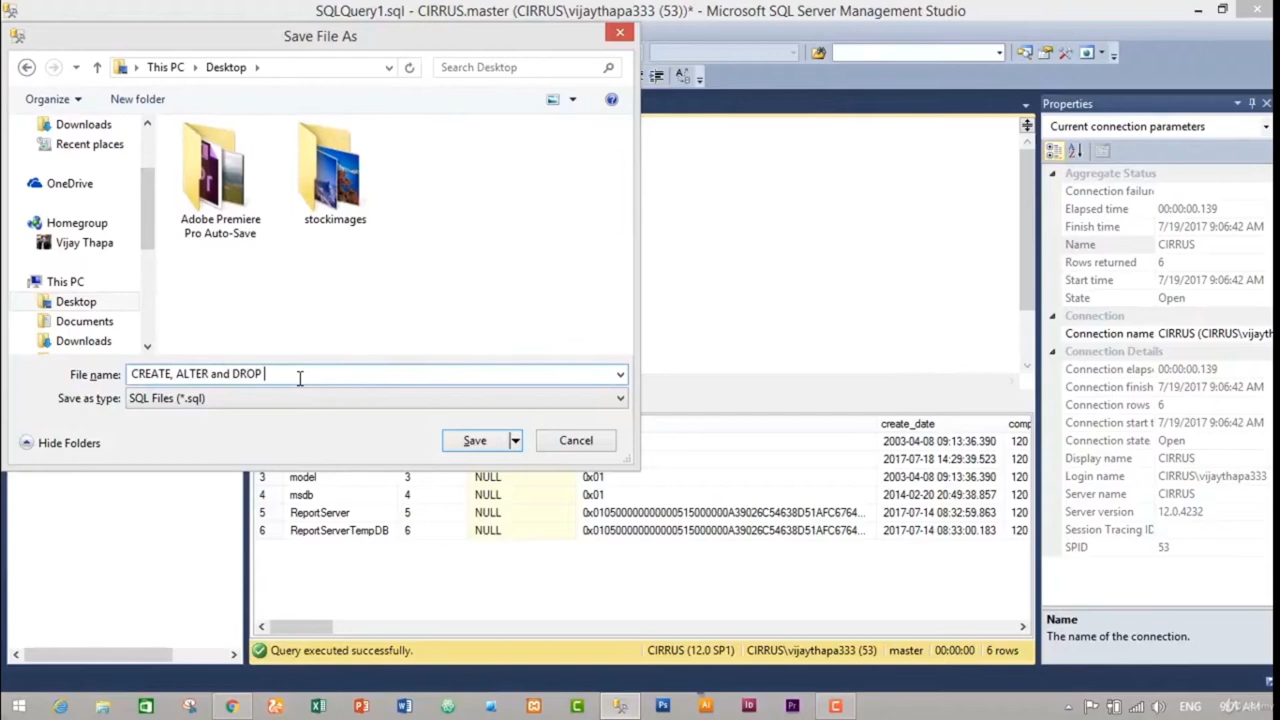 SQLQuery1.sql - CIRRUS.master (CIRRUS\vijaythapa333 (53))* - Microsoft SQL Server Management Studio
Save File As
This PC
Desktop
Search Desktop
Organize
New folder
Downloads
Recent places
OneDrive
Homegroup
Vijay Thapa
This PC
Desktop
Documents
Downloads
Adobe Premiere
Pro Auto-Save
stockimages
File name:
CREATE, ALTER and DROP
Save as type:
SQL Files (*.sql)
Hide Folders
Save
Cancel
Properties
Current connection parameters
Aggregate Status
Connection failur
Elapsed time 00:00:00.139
Finish time 7/19/2017 9:06:42 AM
Name CIRRUS
Rows returned 6
Start time 7/19/2017 9:06:42 AM
State Open
Connection
Connection name CIRRUS (CIRRUS\vijayth
Connection Details
Connection elaps 00:00:00.139
Connection finish 7/19/2017 9:06:42 AM
Connection rows 6
Connection start t 7/19/2017 9:06:42 AM
Connection state Open
Display name CIRRUS
Login name CIRRUS\vijaythapa333
Server name CIRRUS
Server version 12.0.4232
Session Tracing ID
SPID 53
Name
The name of the connection.
create_date comp
2003-04-08 09:13:36.390 120
2017-07-18 14:29:39.523 120
3 model 3 NULL 0x01 2003-04-08 09:13:36.390 120
4 msdb 4 NULL 0x01 2014-02-20 20:49:38.857 120
5 ReportServer 5 NULL 0x010500000000000515000000A39026C54638D51AFC6764... 2017-07-14 08:32:59.863 120
6 ReportServerTempDB 6 NULL 0x010500000000000515000000A39026C54638D51AFC6764... 2017-07-14 08:33:00.183 120
Query executed successfully.
CIRRUS (12.0 SP1)
CIRRUS\vijaythapa333 (53)
master
00:00:00
6 rows
ENG